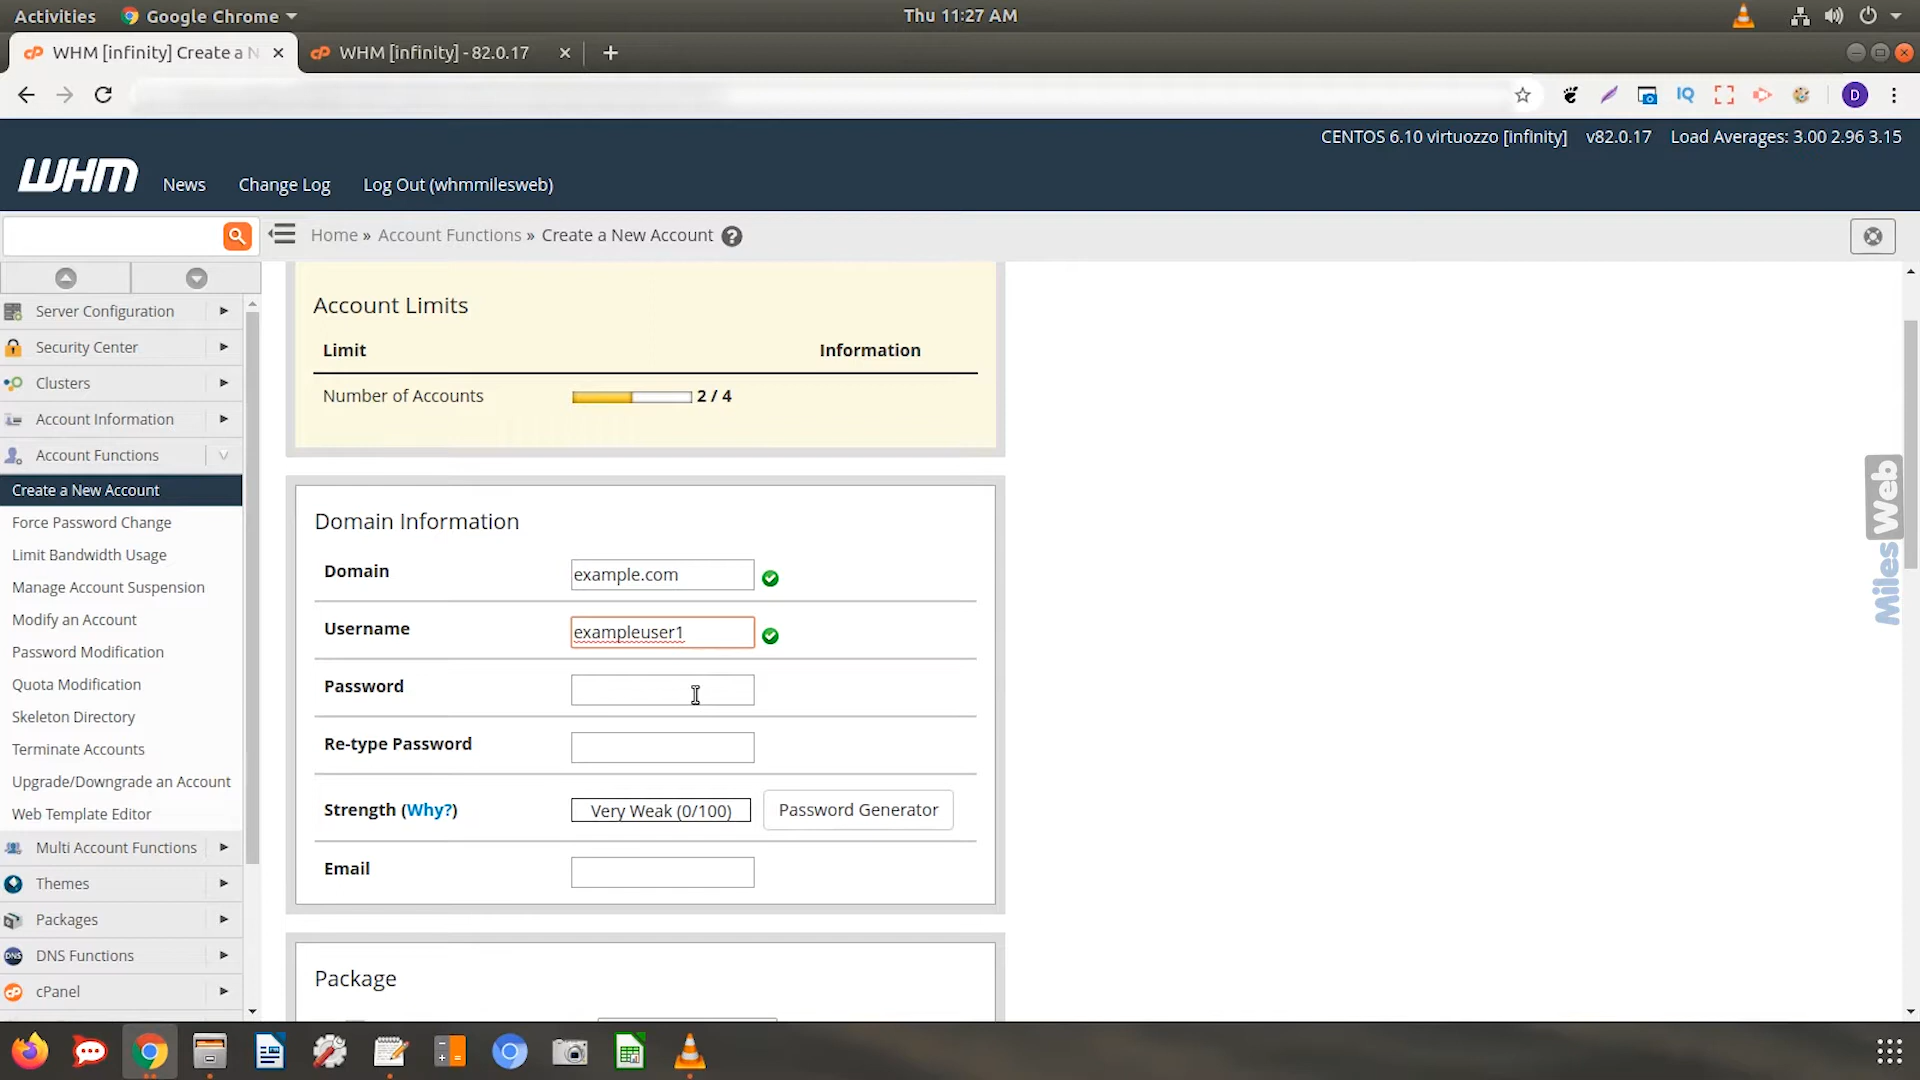 Activities
Google Chrome
Thu 11:27 AM
WHM [infinity] Create a N
WHM [infinity] - 82.0.17
IQ
D
CENTOS 6.10 virtuozzo [infinity] v82.0.17 Load Averages: 3.00 2.96 3.15
WHM
News
Change Log
Log Out (whmmilesweb)
Home » Account Functions » Create a New Account
Server Configuration
Security Center
Clusters
Account Information
Account Functions
Create a New Account
Force Password Change
Limit Bandwidth Usage
Manage Account Suspension
Modify an Account
Password Modification
Quota Modification
Skeleton Directory
Terminate Accounts
Upgrade/Downgrade an Account
Web Template Editor
Multi Account Functions
Themes
Packages
DNS Functions
cPanel
Account Limits
Limit Information
Number of Accounts 2 / 4
Domain Information
Domain example.com
Username exampleuser1
Password
Re-type Password
Strength (Why?) Very Weak (0/100) Password Generator
Email
Package
MilesWeb